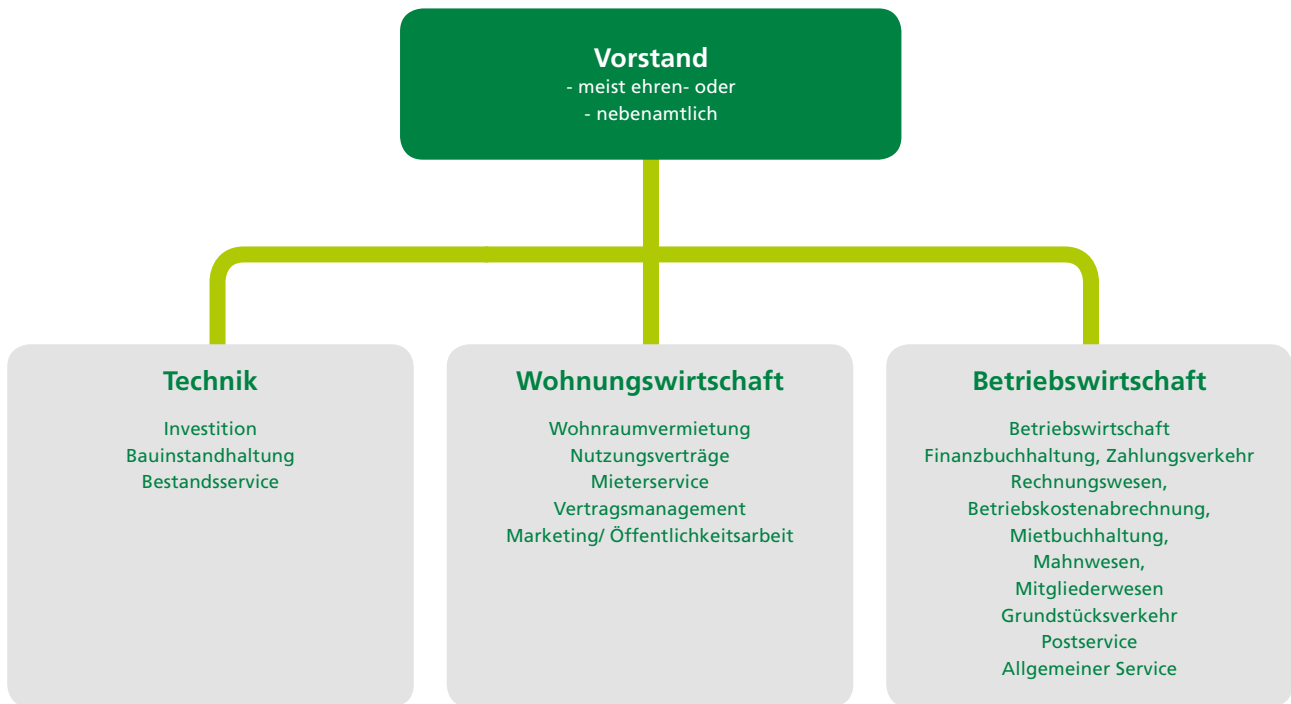 Vorstand
- meist ehren- oder
- nebenamtlich
Technik
Investition
Bauinstandhaltung
Bestandsservice
Wohnungswirtschaft
Wohnraumvermietung
Nutzungsverträge
Mieterservice
Vertragsmanagement
Marketing/ Öffentlichkeitsarbeit
Betriebswirtschaft
Betriebswirtschaft
Finanzbuchhaltung, Zahlungsverkehr
Rechnungswesen,
Betriebskostenabrechnung,
Mietbuchhaltung,
Mahnwesen,
Mitgliederwesen
Grundstücksverkehr
Postservice
Allgemeiner Service